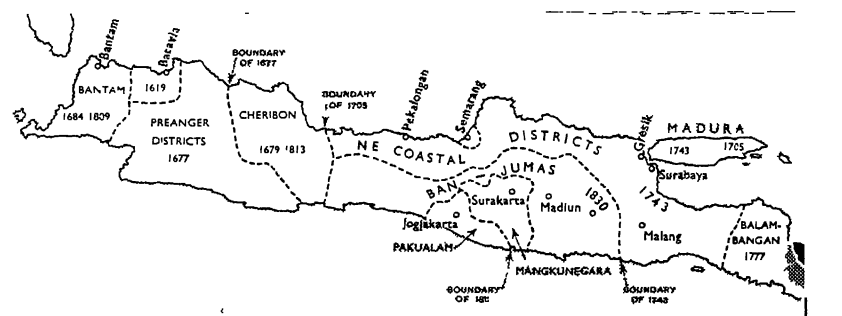 Bantam
Batavia
BOUNDARY
OF 1677
BANTAM
1619
1684 1809
PREANGER
DISTRICTS
1677
CHERIBON
1679 1813
BOUNDARY
OF 1705
Pekalongan
Semarang
NE COASTAL DISTRICTS
Gresik
MADURA
1743 1705
Surabaya
1743
BANJUMAS
1830
Surakarta
Madiun
Jogjakarta
PAKUALAM
MANGKUNEGARA
Malang
BALAM-
BANGAN
1777
BOUNDARY
OF
BOUNDARY
OF 1743